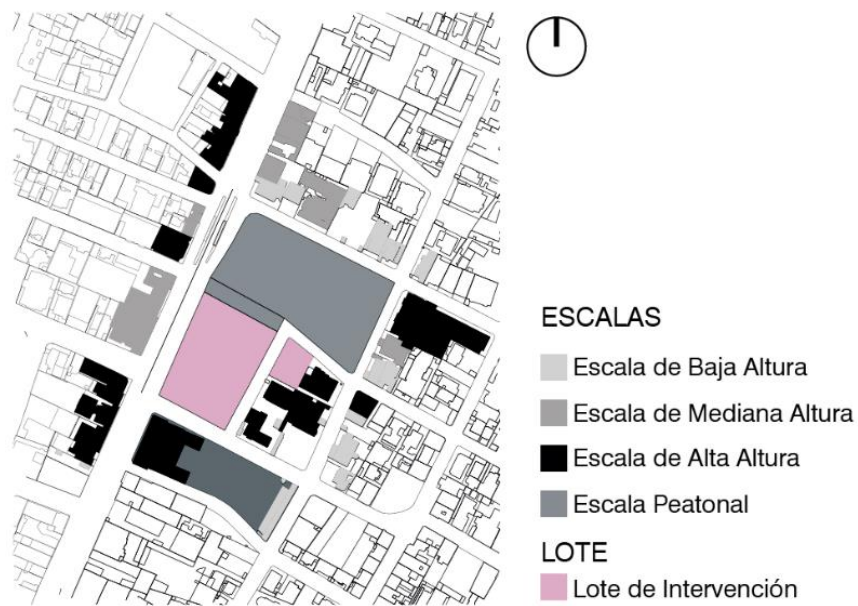 ESCALAS
Escala de Baja Altura
Escala de Mediana Altura
Escala de Alta Altura
Escala Peatonal
LOTE
Lote de Intervención